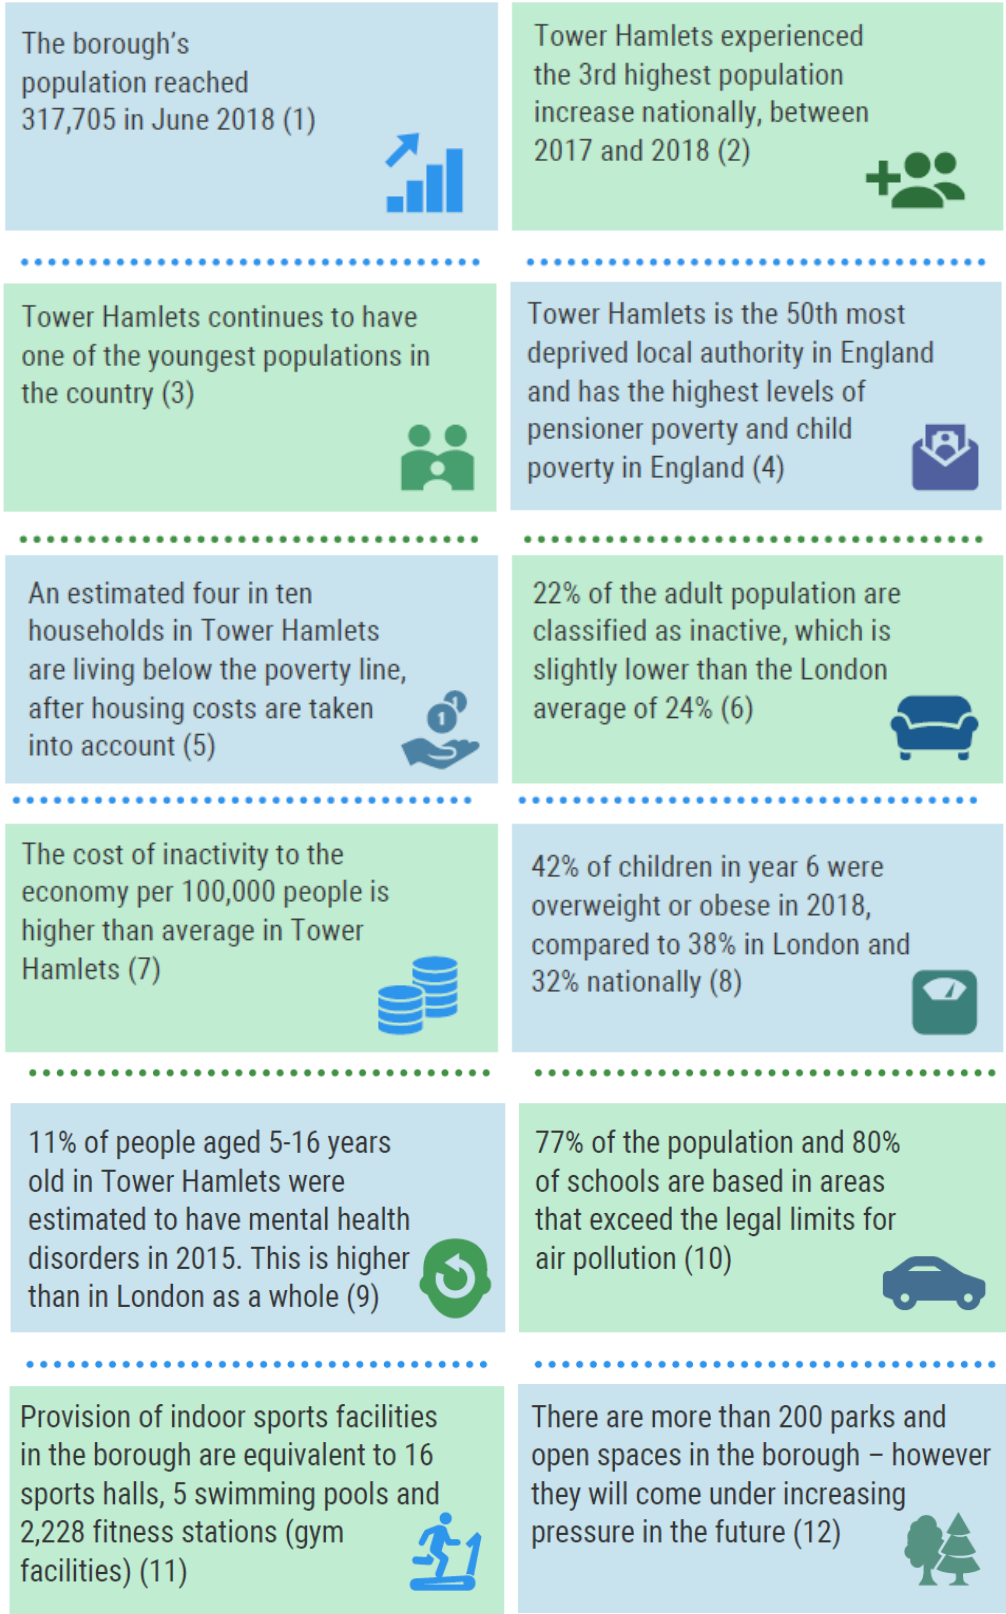 The borough's
population reached
317,705 in June 2018 (1)
Tower Hamlets experienced
the 3rd highest population
increase nationally, between
2017 and 2018 (2)
Tower Hamlets continues to have
one of the youngest populations in
the country (3)
Tower Hamlets is the 50th most
deprived local authority in England
and has the highest levels of
pensioner poverty and child
poverty in England (4)
An estimated four in ten
households in Tower Hamlets
are living below the poverty line,
after housing costs are taken
into account (5)
1
1
22% of the adult population are
classified as inactive, which is
slightly lower than the London
average of 24% (6)
The cost of inactivity to the
economy per 100,000 people is
higher than average in Tower
Hamlets (7)
42% of children in year 6 were
overweight or obese in 2018,
compared to 38% in London and
32% nationally (8)
11% of people aged 5-16 years
old in Tower Hamlets were
estimated to have mental health
disorders in 2015. This is higher
than in London as a whole (9)
77% of the population and 80%
of schools are based in areas
that exceed the legal limits for
air pollution (10)
Provision of indoor sports facilities
in the borough are equivalent to 16
sports halls, 5 swimming pools and
2,228 fitness stations (gym
facilities) (11)
There are more than 200 parks and
open spaces in the borough – however
they will come under increasing
pressure in the future (12)